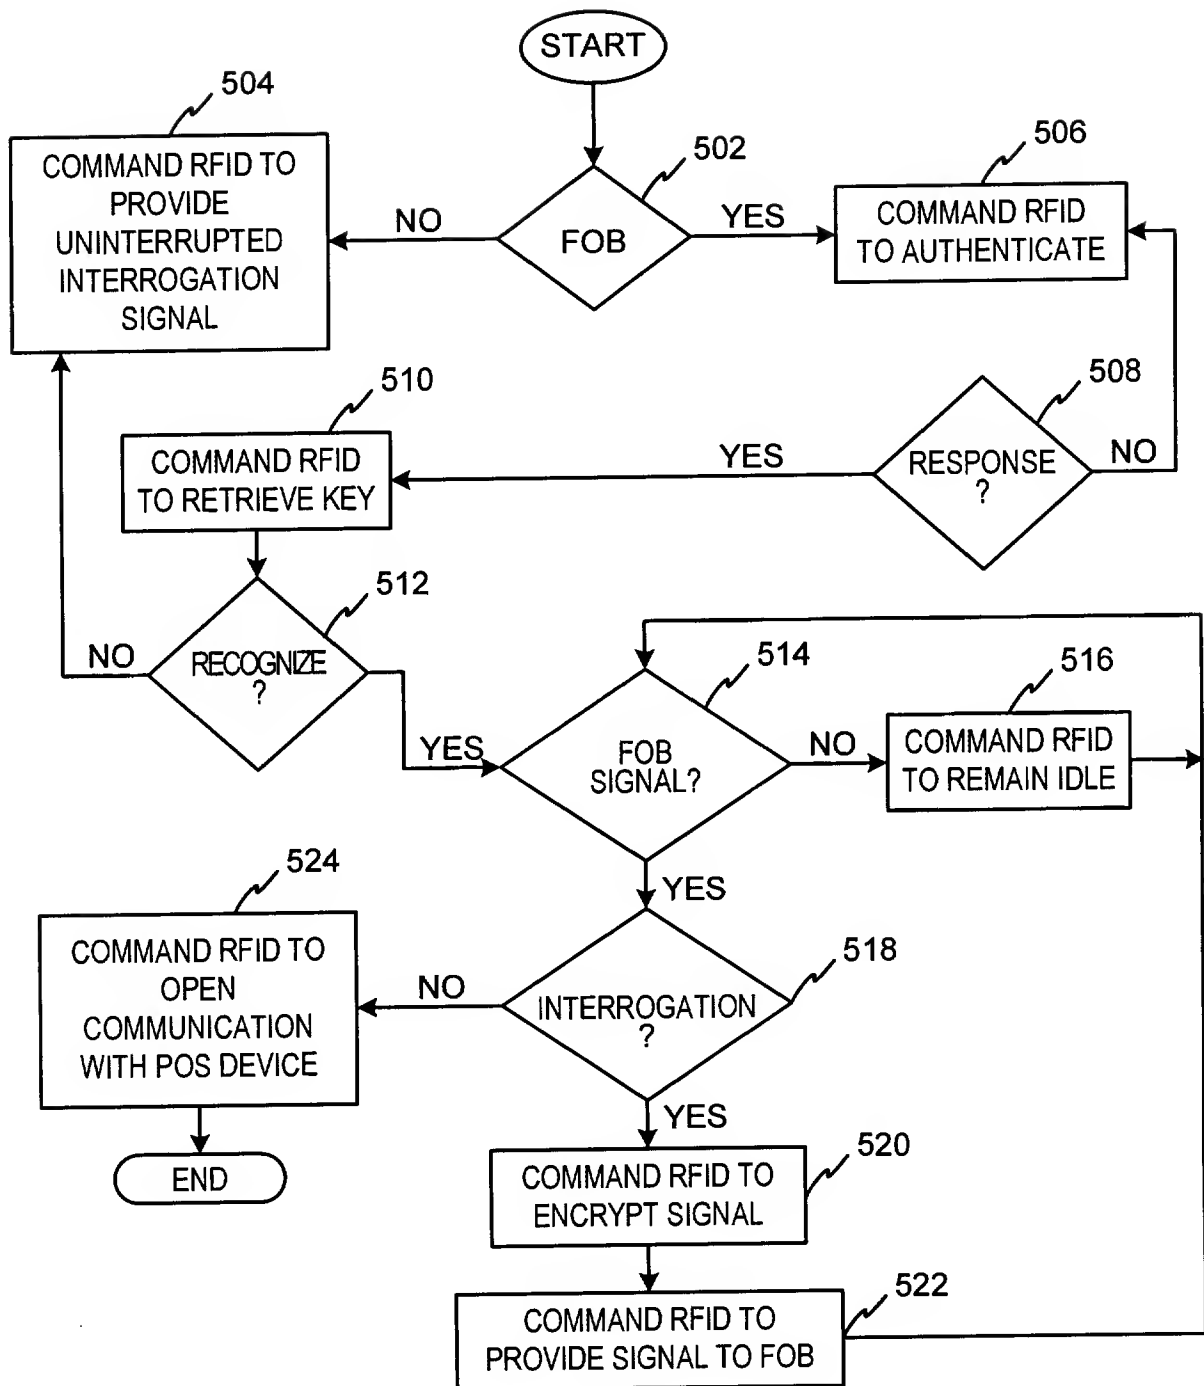 START
504
502
506
COMMAND RFID TO
PROVIDE
UNINTERRUPTED
INTERROGATION
SIGNAL
NO
FOB
YES
COMMAND RFID
TO AUTHENTICATE
510
508
COMMAND RFID
TO RETRIEVE KEY
YES
RESPONSE
?
NO
512
NO
RECOGNIZE
?
YES
514
516
FOB
SIGNAL?
NO
COMMAND RFID
TO REMAIN IDLE
524
YES
COMMAND RFID TO
OPEN
COMMUNICATION
WITH POS DEVICE
NO
518
INTERROGATION
?
YES
END
520
COMMAND RFID TO
ENCRYPT SIGNAL
522
COMMAND RFID TO
PROVIDE SIGNAL TO FOB